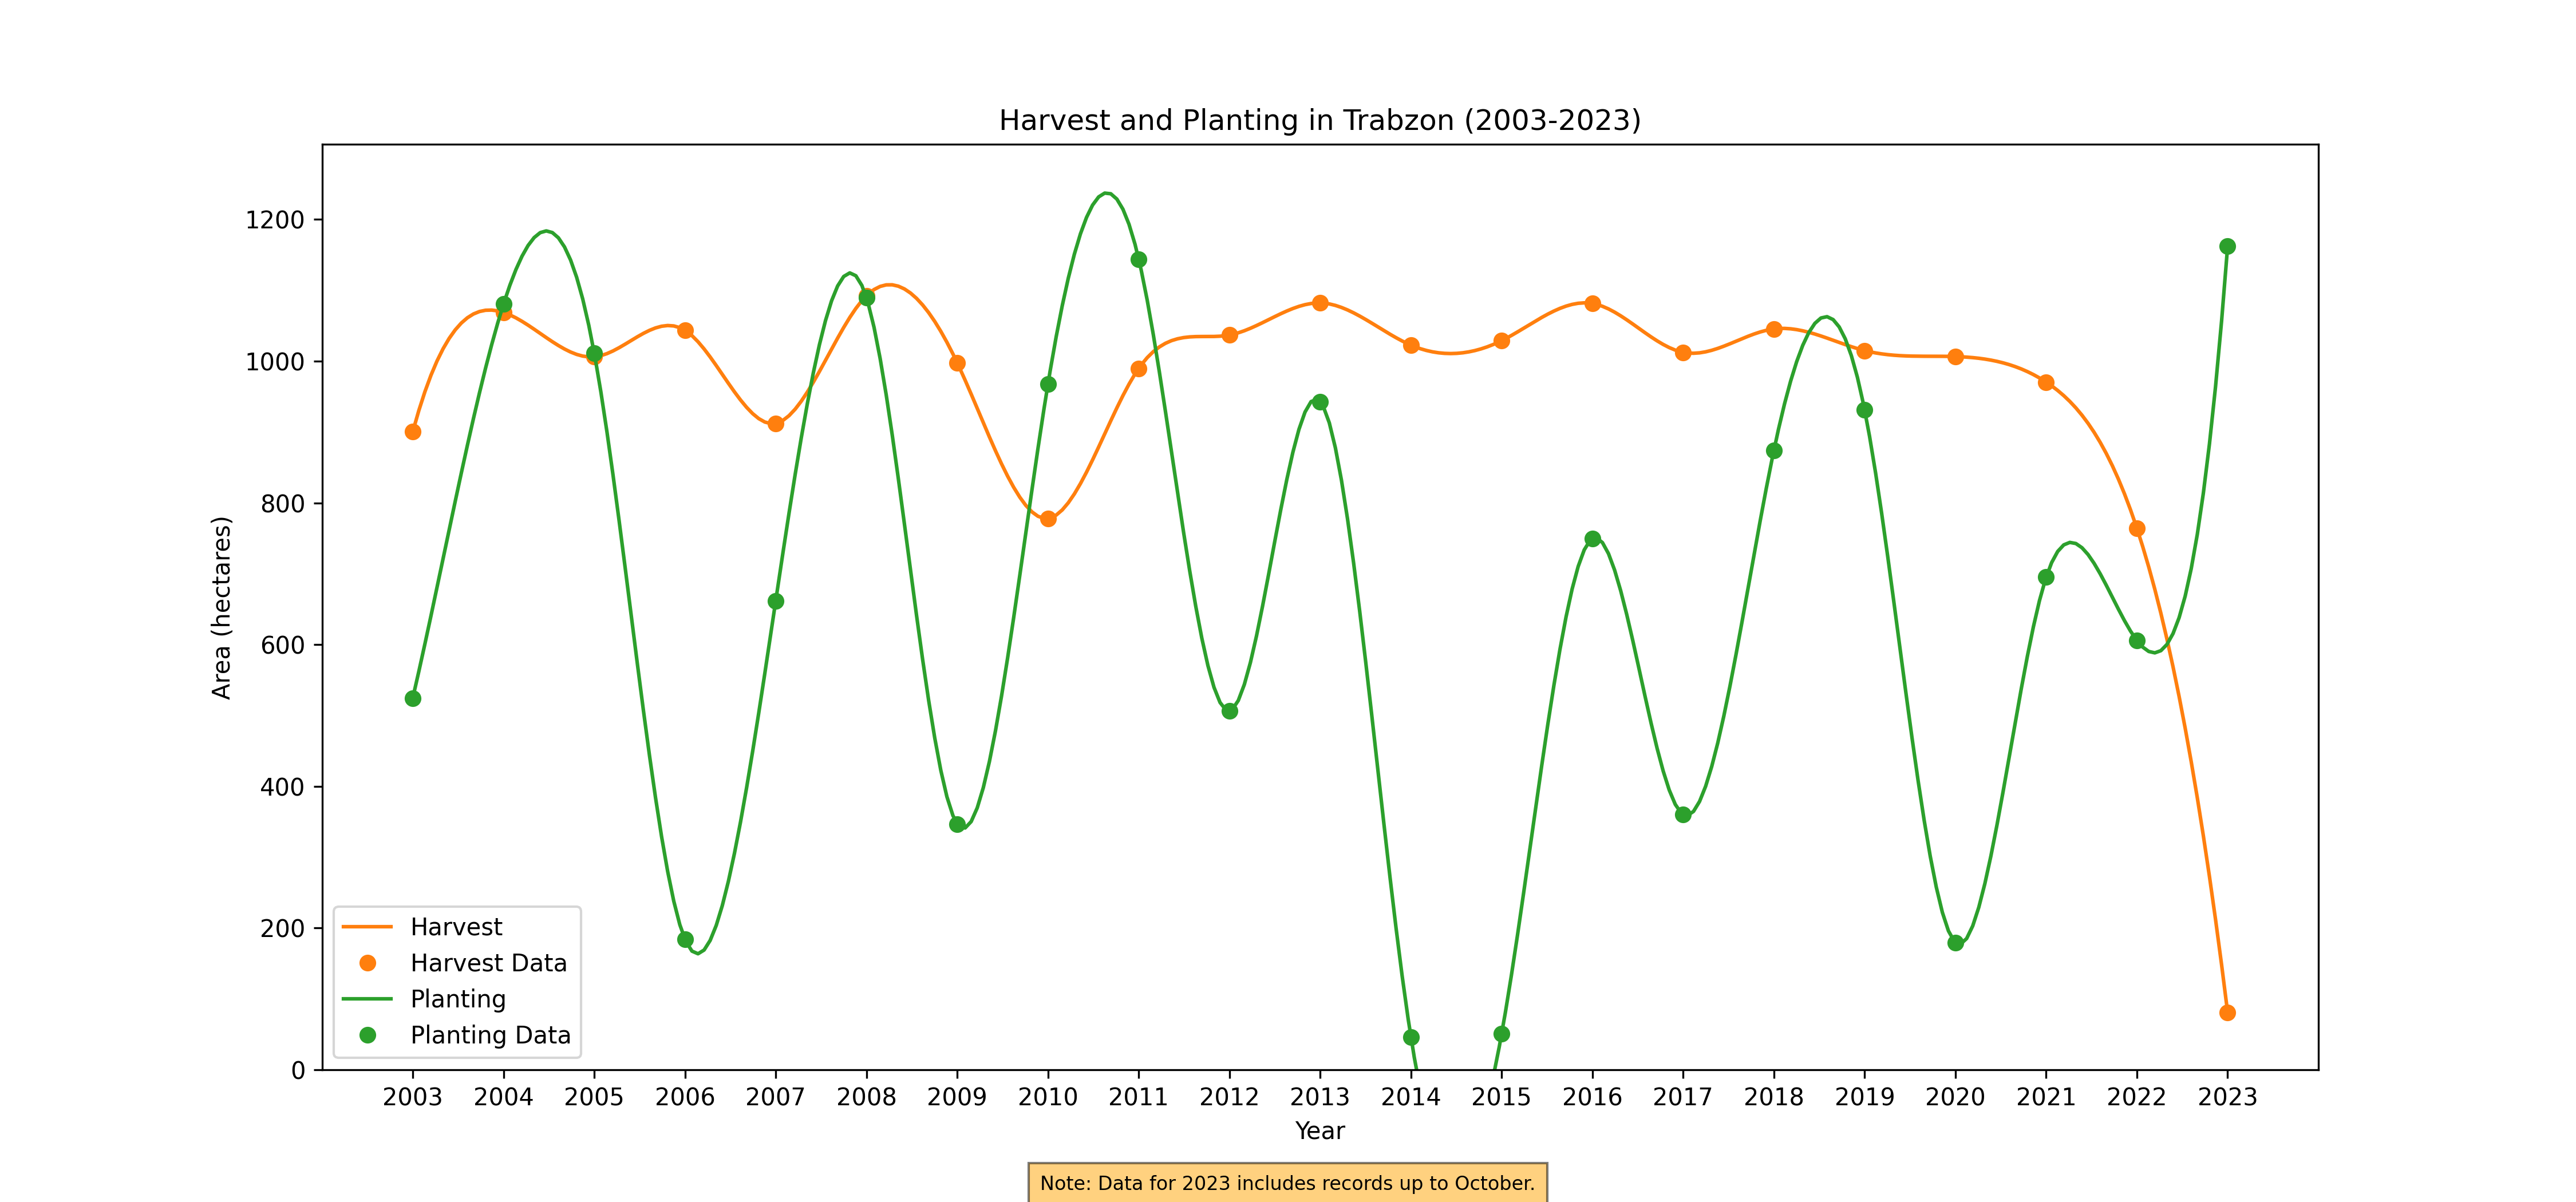 Harvest and Planting in Trabzon (2003-2023)
1200
1000
800
600
400
200
0
Area (hectares)
Harvest
Harvest Data
Planting
Planting Data
2003 2004 2005 2006 2007 2008 2009 2010 2011 2012 2013 2014 2015 2016 2017 2018 2019 2020 2021 2022 2023
Year
Note: Data for 2023 includes records up to October.